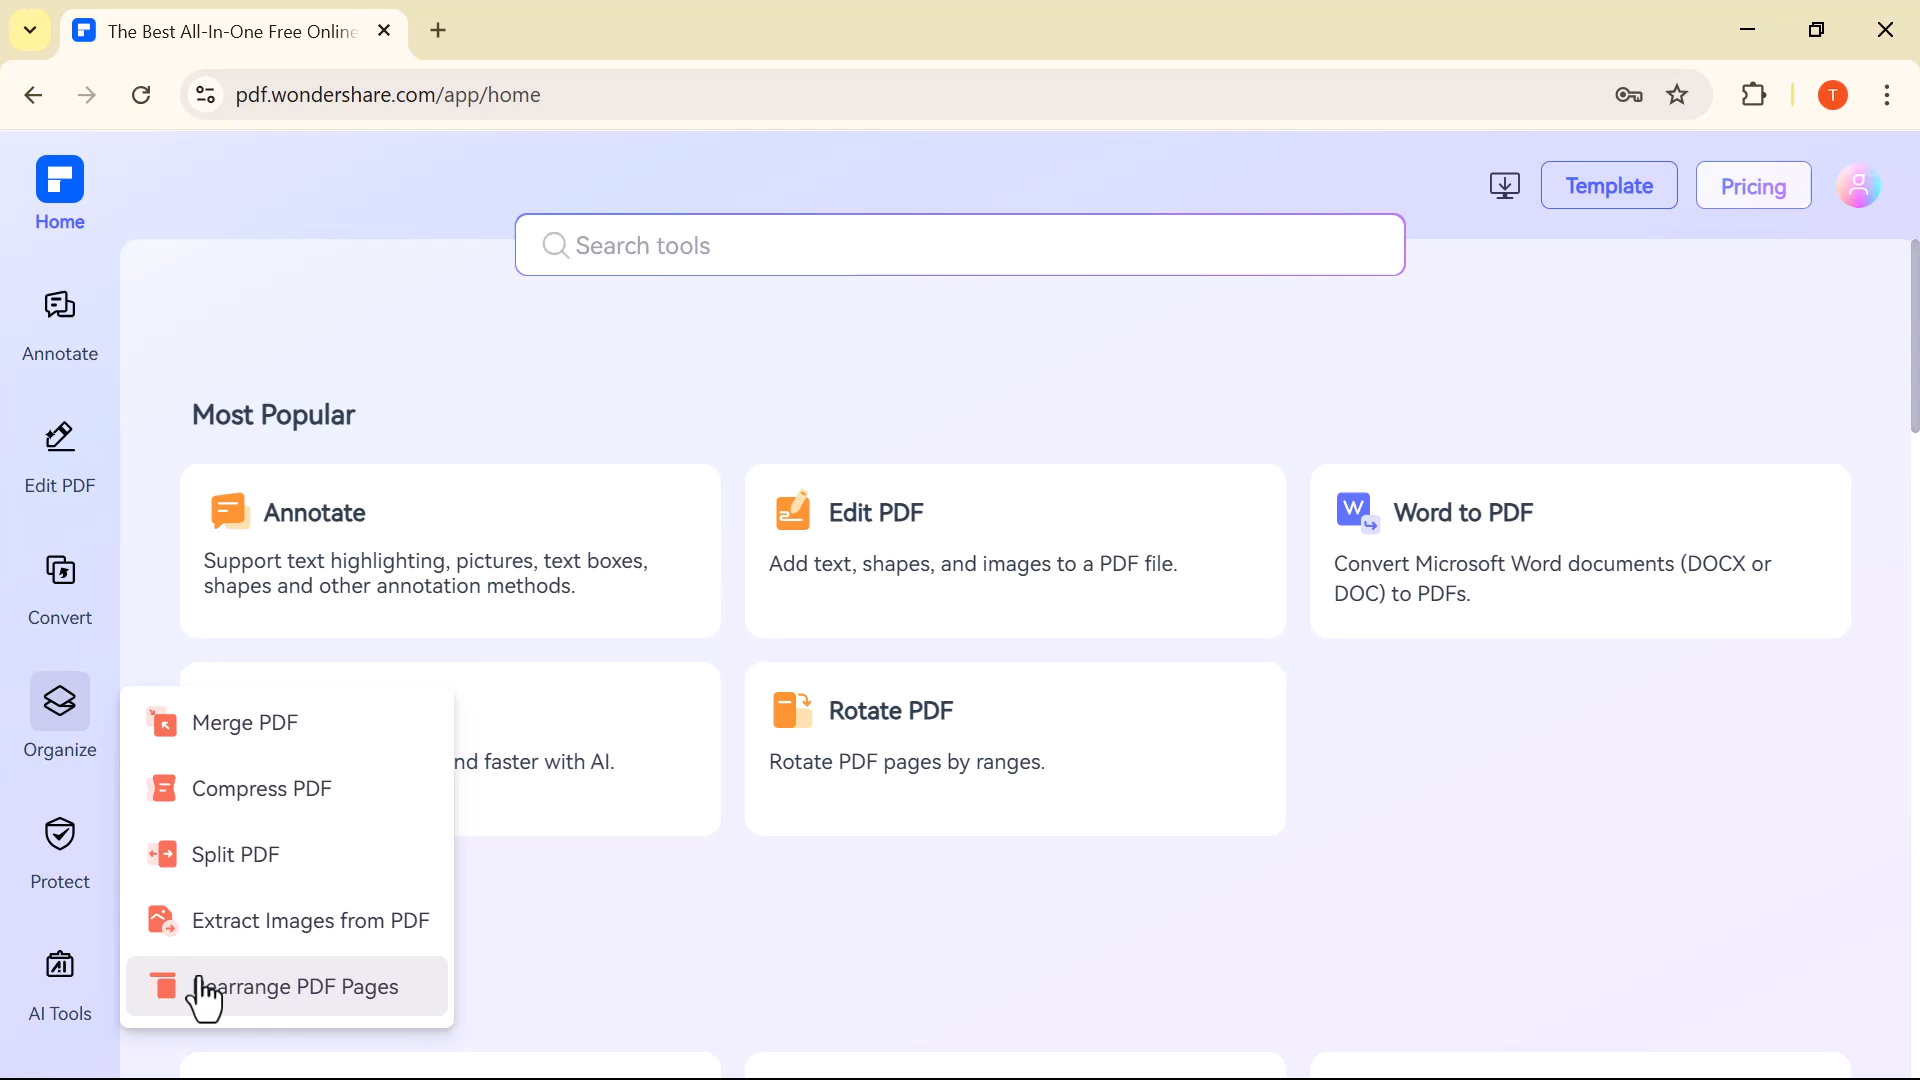 The Best All-In-One Free Online
pdf.wondershare.com/app/home
T
Home
Template
Pricing
Search tools
Annotate
Edit PDF
Convert
Organize
Protect
AI Tools
Most Popular
Annotate
Support text highlighting, pictures, text boxes,
shapes and other annotation methods.
Edit PDF
Add text, shapes, and images to a PDF file.
W
Word to PDF
Convert Microsoft Word documents (DOCX or
DOC) to PDFs.
nd faster with AI.
Rotate PDF
Rotate PDF pages by ranges.
Merge PDF
Compress PDF
Split PDF
Extract Images from PDF
earrange PDF Pages